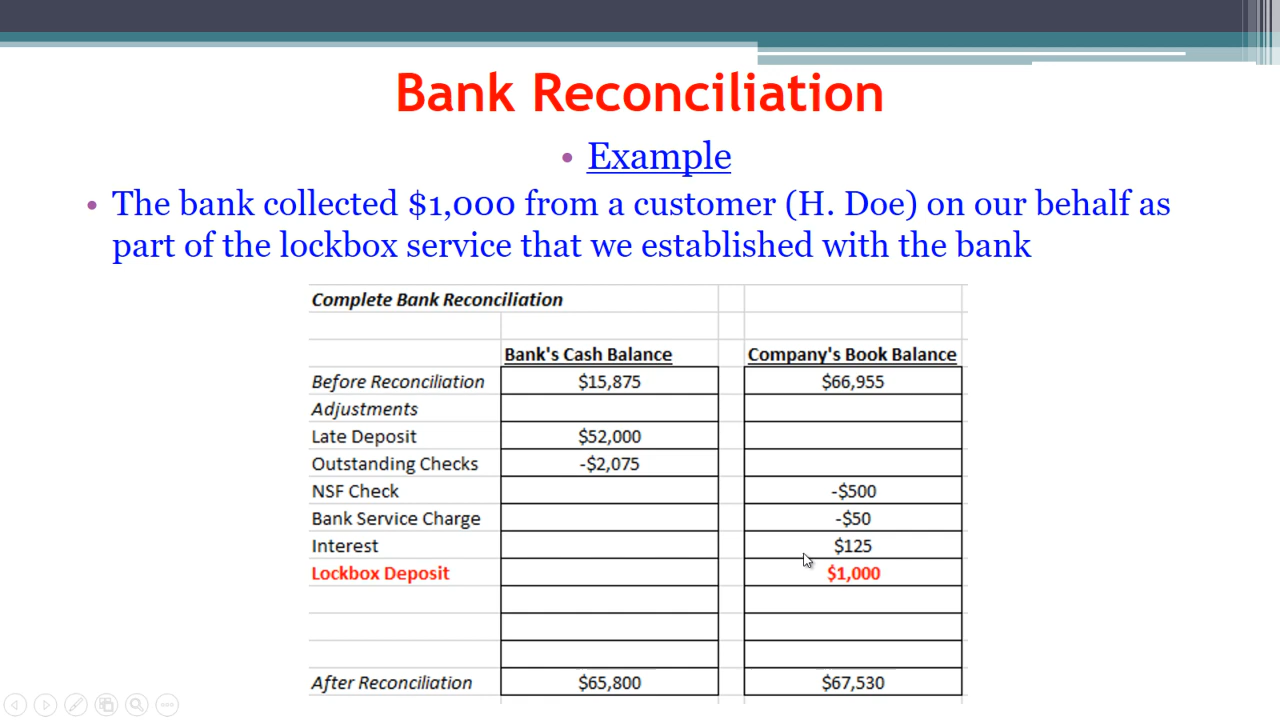 Bank Reconciliation
• Example
• The bank collected $1,000 from a customer (H. Doe) on our behalf as
part of the lockbox service that we established with the bank
Complete Bank Reconciliation
Bank's Cash Balance Company's Book Balance
Before Reconciliation $15,875 $66,955
Adjustments
Late Deposit $52,000
Outstanding Checks -$2,075
NSF Check -$500
Bank Service Charge -$50
Interest $125
Lockbox Deposit $1,000
After Reconciliation $65,800 $67,530